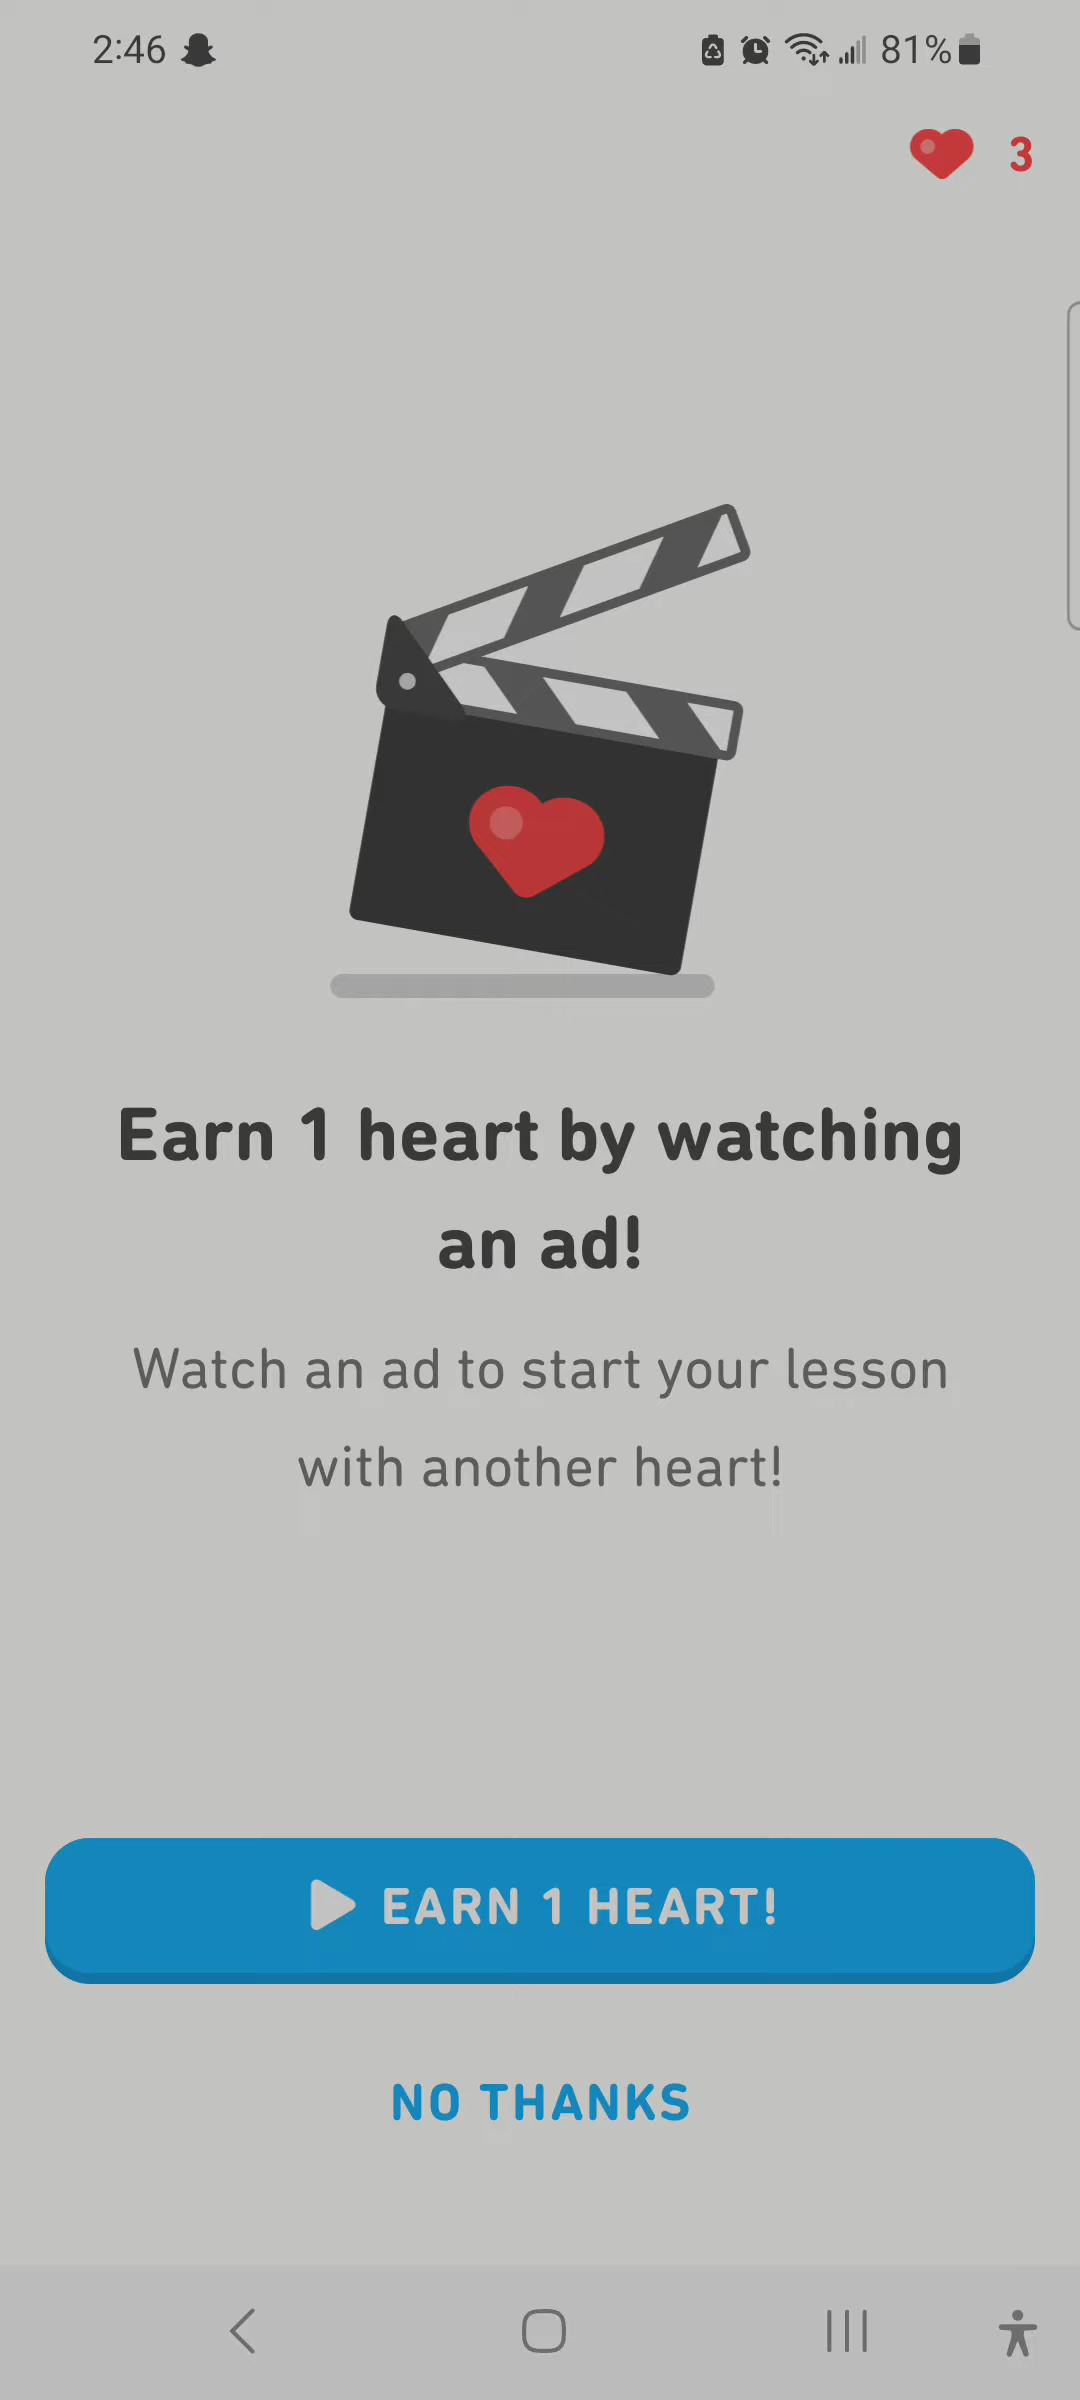 2:46
81%
3
Earn 1 heart by watching
an ad!
Watch an ad to start your lesson
with another heart!
EARN 1 HEART!
NO THANKS